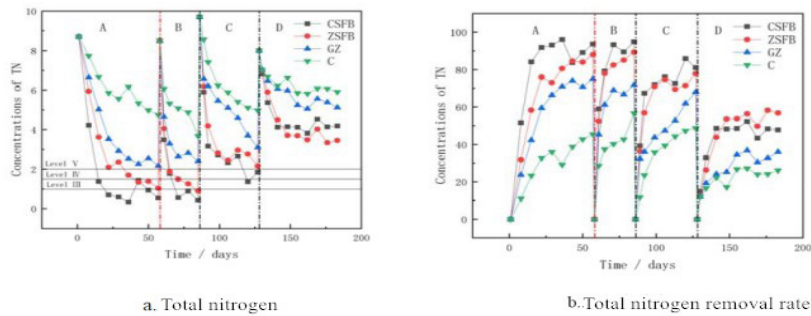 A B C D
CSFB
ZSFB
GZ
C
Concentrations of TN
10
8
6
4
2
0
Level V
Level IV
Level III
0 50 100 150 200
Time / days
a. Total nitrogen
A B C D
CSFB
ZSFB
GZ
C
Concentrations of TN
100
80
60
40
20
0
0 50 100 150 200
Time / days
b. Total nitrogen removal rate